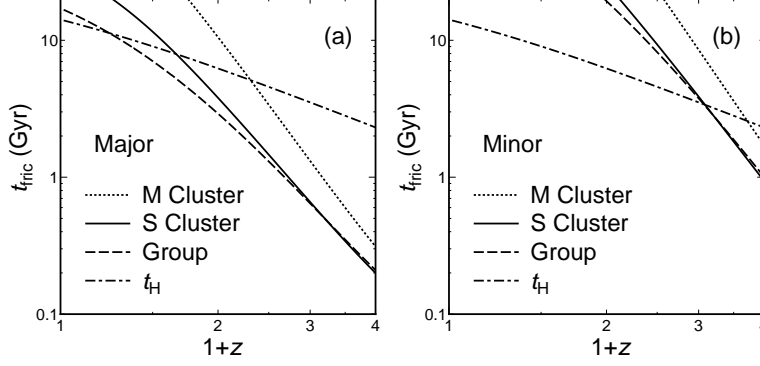 (a)
10
1
0.1
t_fric (Gyr)
Major
M Cluster
S Cluster
Group
t_H
1
2
3
4
1+z
(b)
10
1
0.1
t_fric (Gyr)
Minor
M Cluster
S Cluster
Group
t_H
1
2
3
1+z